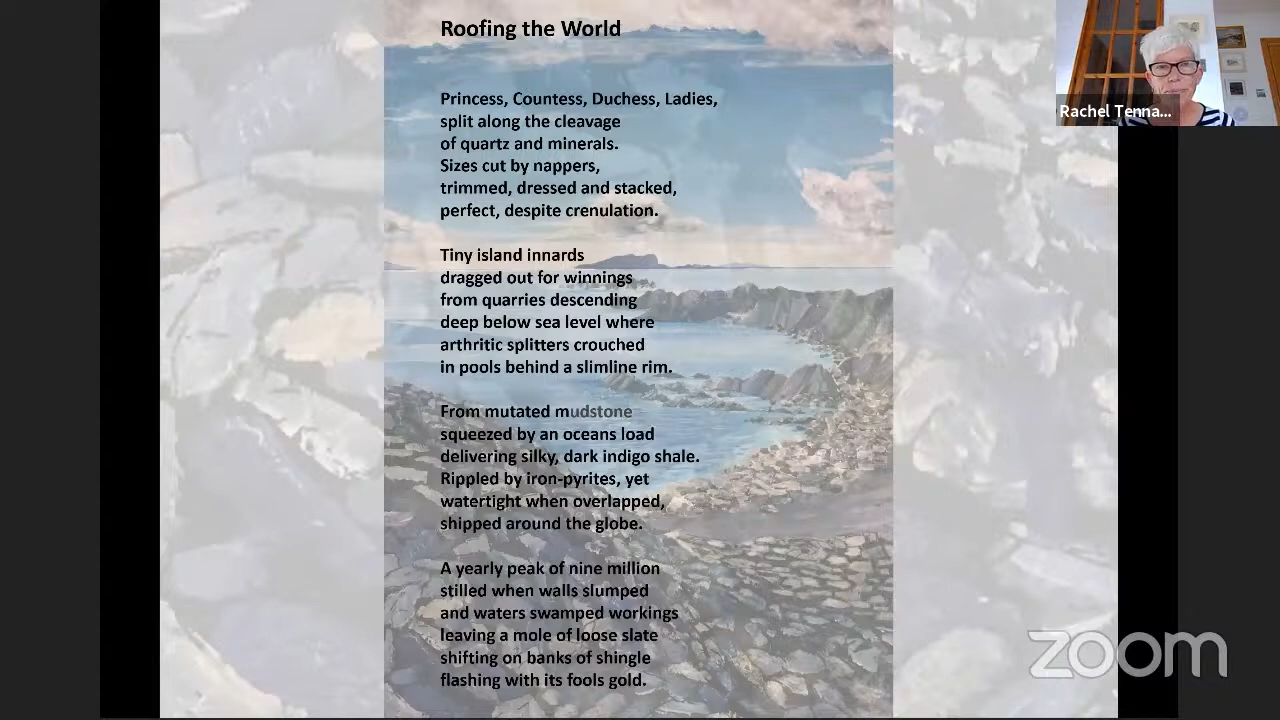 Roofing the World
Princess, Countess, Duchess, Ladies,
split along the cleavage
of quartz and minerals.
Sizes cut by nappers,
trimmed, dressed and stacked,
perfect, despite crenulation.
Tiny island innards
dragged out for winnings
from quarries descending
deep below sea level where
arthritic splitters crouched
in pools behind a slimline rim.
From mutated mudstone
squeezed by an oceans load
delivering silky, dark indigo shale.
Rippled by iron-pyrites, yet
watertight when overlapped,
shipped around the globe.
A yearly peak of nine million
stilled when walls slumped
and waters swamped workings
leaving a mole of loose slate
shifting on banks of shingle
flashing with its fools gold.
Rachel Tenna...
zoom